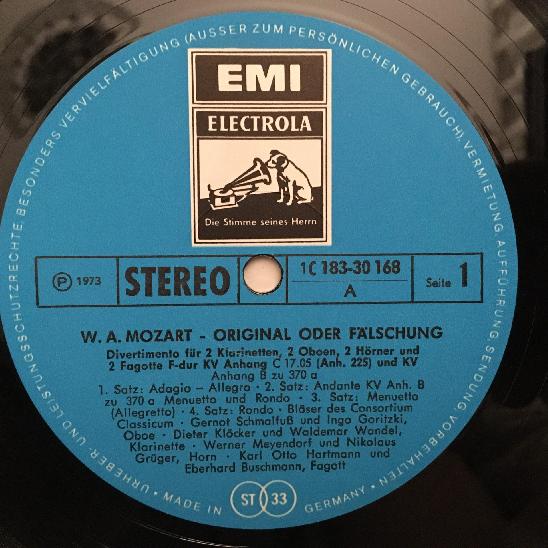 URHEBER- UND LEISTUNGSSCHUTZRECHTE, BESONDERS VERVIELFÄLTIGUNG (AUSSER ZUM PERSÖNLICHEN GEBRAUCH), VERMIETUNG, AUFFÜHRUNG, SENDUNG, VORBEHALTEN · MADE IN GERMANY ·
EMI
ELECTROLA
Die Stimme seines Herrn
Ⓟ 1973 STEREO 1C 183-30 168 A Seite 1
W. A. MOZART - ORIGINAL ODER FÄLSCHUNG
Divertimento für 2 Klarinetten, 2 Oboen, 2 Hörner und
2 Fagotte F-dur KV Anhang C 17.05 (Anh. 225) und KV
Anhang B zu 370 a
1. Satz: Adagio - Allegro · 2. Satz: Andante KV Anh. B
zu 370 a Menuetto und Rondo · 3. Satz: Menuetto
(Allegretto) · 4. Satz: Rondo · Bläser des Consortium
Classicum · Gernot Schmalfuß und Ingo Goritzki,
Oboe · Dieter Klöcker und Waldemar Wandel,
Klarinette · Werner Meyendorf und Nikolaus
Grüger, Horn · Karl Otto Hartmann und
Eberhard Buschmann, Fagott
ST 33